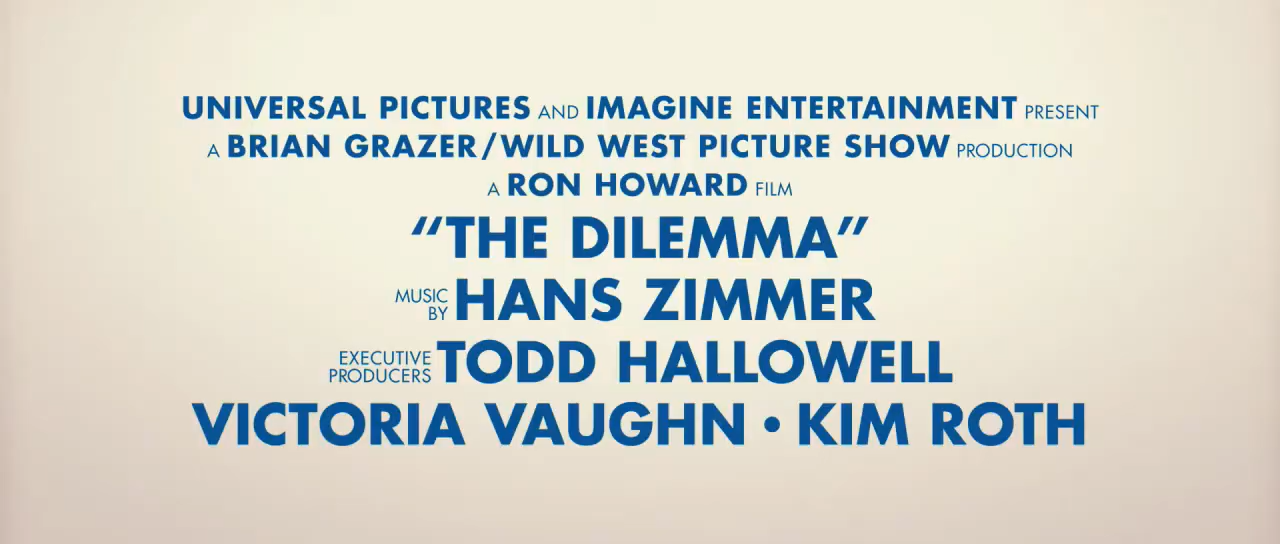 UNIVERSAL PICTURES AND IMAGINE ENTERTAINMENT PRESENT
A BRIAN GRAZER/WILD WEST PICTURE SHOW PRODUCTION
A RON HOWARD FILM
“THE DILEMMA”
MUSIC BY HANS ZIMMER
EXECUTIVE PRODUCERS TODD HALLOWELL
VICTORIA VAUGHN • KIM ROTH